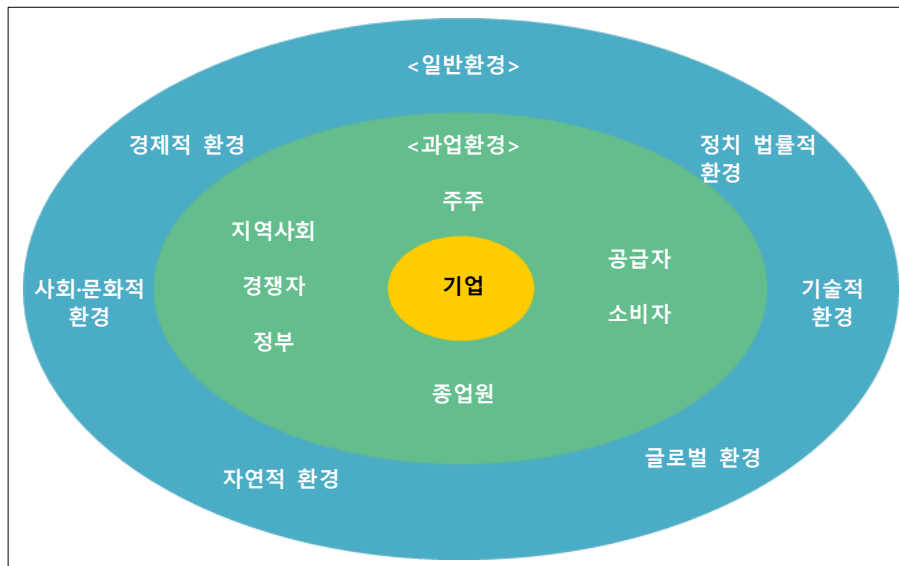 <일반환경>
경제적 환경
<과업환경>
정치 법률적
환경
주주
지역사회
공급자
경쟁자
기업
사회·문화적
환경
기술적
환경
소비자
정부
종업원
자연적 환경
글로벌 환경